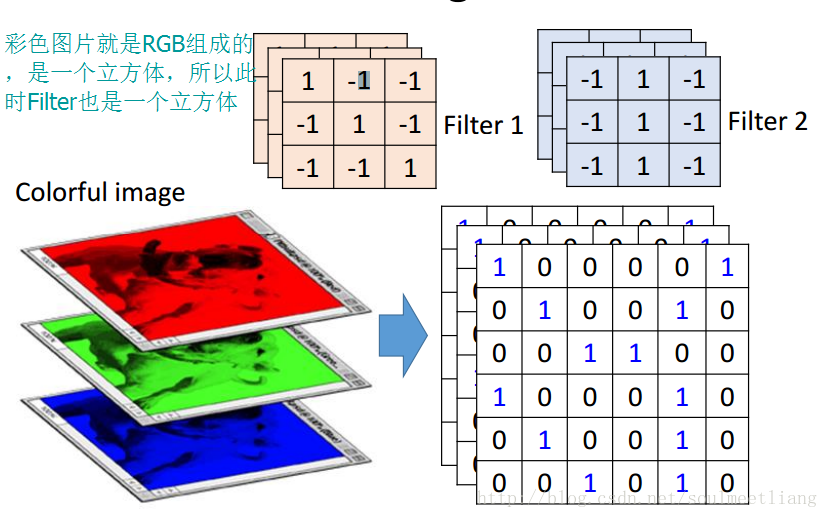 彩色图片就是RGB组成的
，是一个立方体，所以此
时Filter也是一个立方体
1 -1 -1
-1 1 -1
-1 -1 1
Filter 1
-1 1 -1
-1 1 -1
-1 1 -1
Filter 2
Colorful image
1 0 0 0 0 1
0 1 0 0 1 0
0 0 1 1 0 0
1 0 0 0 1 0
0 1 0 0 1 0
0 0 1 0 1 0
http://blog.csdn.net/soulmeetliang